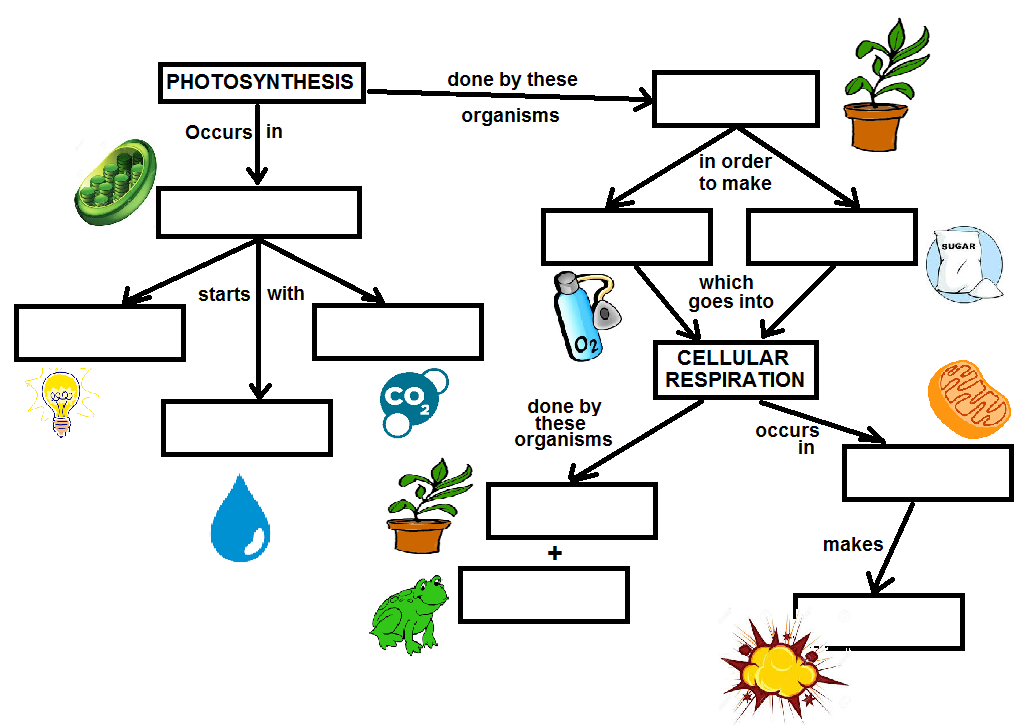 PHOTOSYNTHESIS
done by these
organisms
Occurs in
in order
to make
SUGAR
starts with
which
goes into
O2
CELLULAR
RESPIRATION
CO2
done by
these
organisms
occurs
in
+
makes